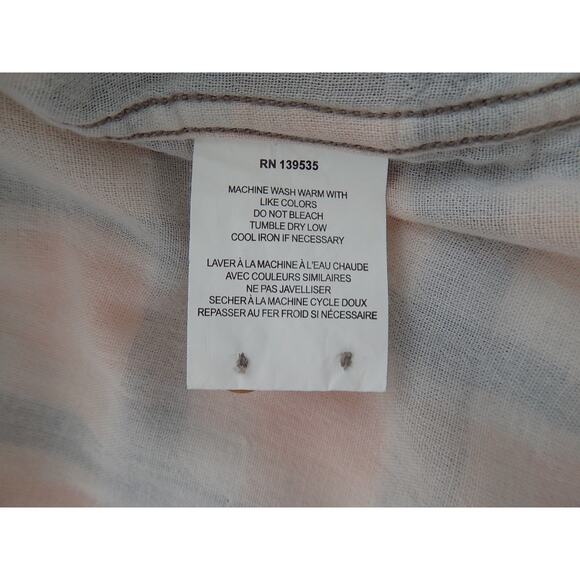 RN 139535
MACHINE WASH WARM WITH
LIKE COLORS
DO NOT BLEACH
TUMBLE DRY LOW
COOL IRON IF NECESSARY
LAVER À LA MACHINE À L'EAU CHAUDE
AVEC COULEURS SIMILAIRES
NE PAS JAVELLISER
SECHER À LA MACHINE CYCLE DOUX
REPASSER AU FER FROID SI NÉCESSAIRE